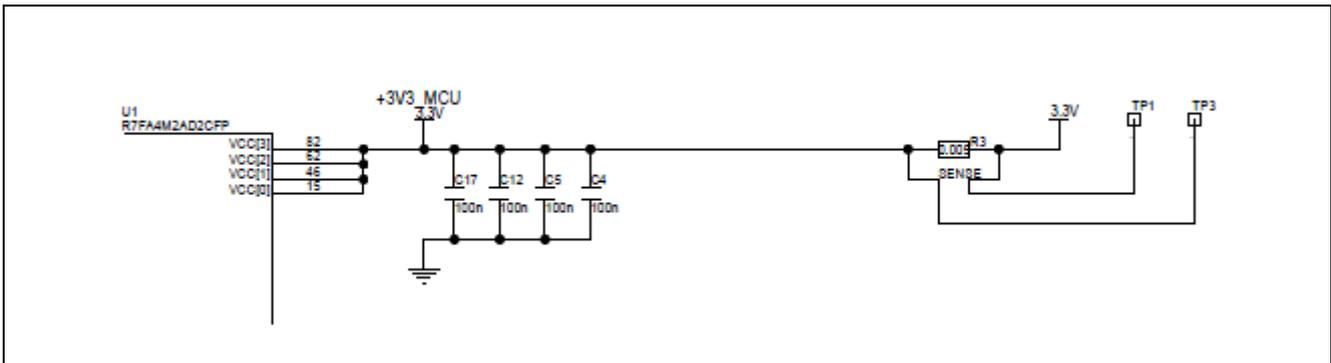 +3V3_MCU
3.3V
U1
R7FA4M2AD2CFP
VCC[3] 82
VCC[2] 62
VCC[1] 46
VCC[0] 15
C17
100n
C12
100n
C5
100n
C4
100n
R3
0.005
SENSE
3.3V
TP1
TP3